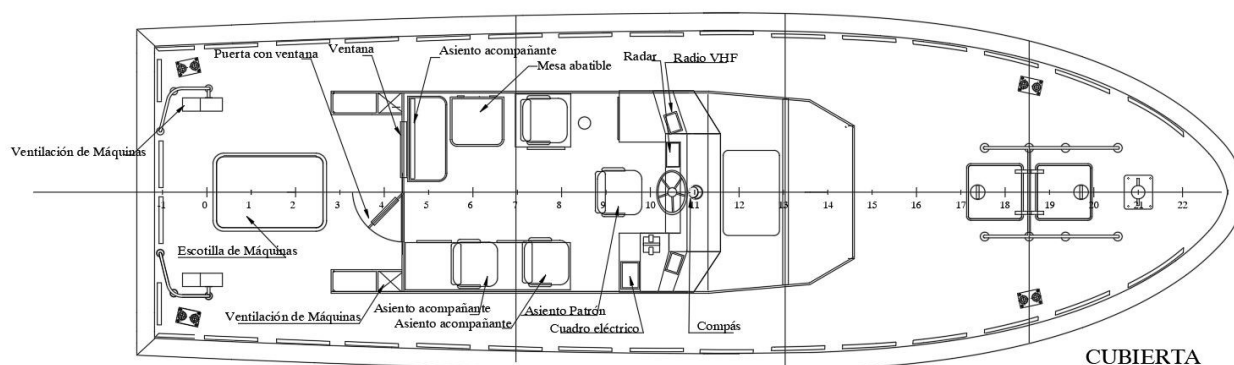 Ventana
Asiento acompañante
Puerta con ventana
Mesa abatible
Radar
Radio VHF
Ventilación de Máquinas
-1 0 1 2 3 4 5 6 7 8 9 10 11 12 13 14 15 16 17 18 19 20 21 22
Escotilla de Máquinas
Ventilación de Máquinas
Asiento acompañante
Asiento acompañante
Asiento Patrón
Cuadro eléctrico
Compás
CUBIERTA